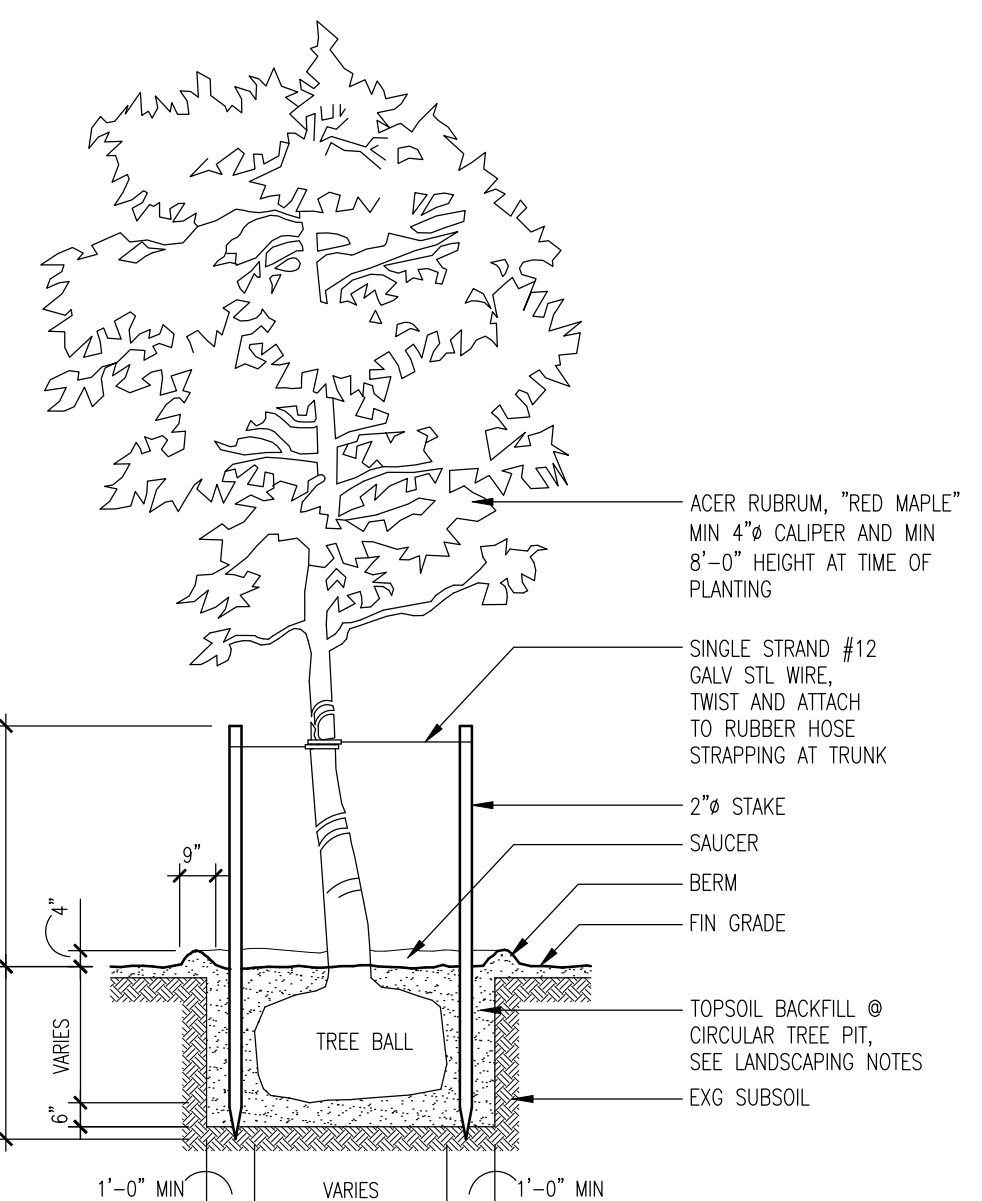 ACER RUBRUM, "RED MAPLE"
MIN 4"ø CALIPER AND MIN
8'-0" HEIGHT AT TIME OF
PLANTING
SINGLE STRAND #12
GALV STL WIRE,
TWIST AND ATTACH
TO RUBBER HOSE
STRAPPING AT TRUNK
2"ø STAKE
SAUCER
9"
BERM
4"
FIN GRADE
TOPSOIL BACKFILL @
CIRCULAR TREE PIT,
SEE LANDSCAPING NOTES
TREE BALL
VARIES
EXG SUBSOIL
6"
1'-0" MIN
VARIES
1'-0" MIN